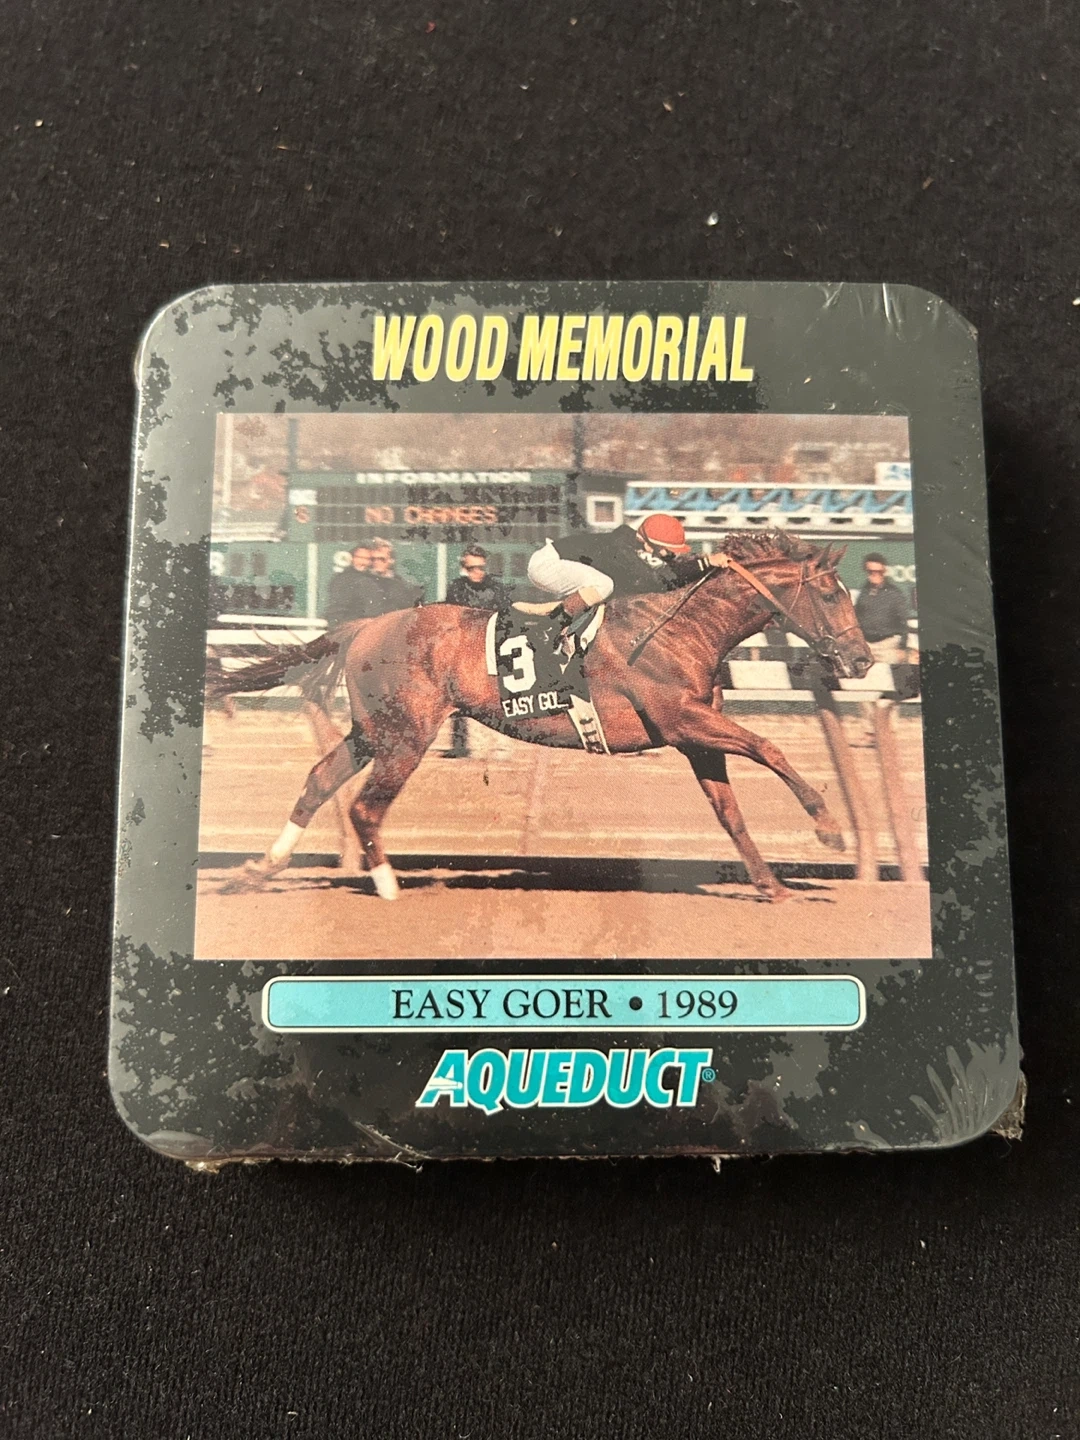 WOOD MEMORIAL
INFORMATION
NO CHANGES
3
EASY GO
EASY GOER • 1989
AQUEDUCT®